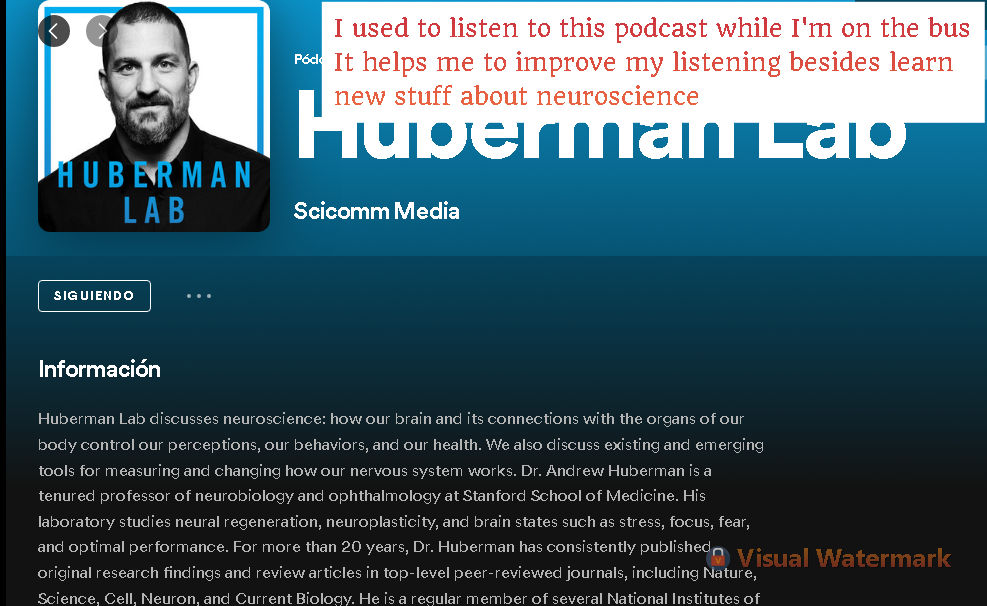 I used to listen to this podcast while I'm on the bus
It helps me to improve my listening besides learn
new stuff about neuroscience
Huberman Lab
HUBERMAN
LAB
Scicomm Media
SIGUIENDO
Información
Huberman Lab discusses neuroscience: how our brain and its connections with the organs of our
body control our perceptions, our behaviors, and our health. We also discuss existing and emerging
tools for measuring and changing how our nervous system works. Dr. Andrew Huberman is a
tenured professor of neurobiology and ophthalmology at Stanford School of Medicine. His
laboratory studies neural regeneration, neuroplasticity, and brain states such as stress, focus, fear,
and optimal performance. For more than 20 years, Dr. Huberman has consistently published
original research findings and review articles in top-level peer-reviewed journals, including Nature,
Science, Cell, Neuron, and Current Biology. He is a regular member of several National Institutes of
Visual Watermark